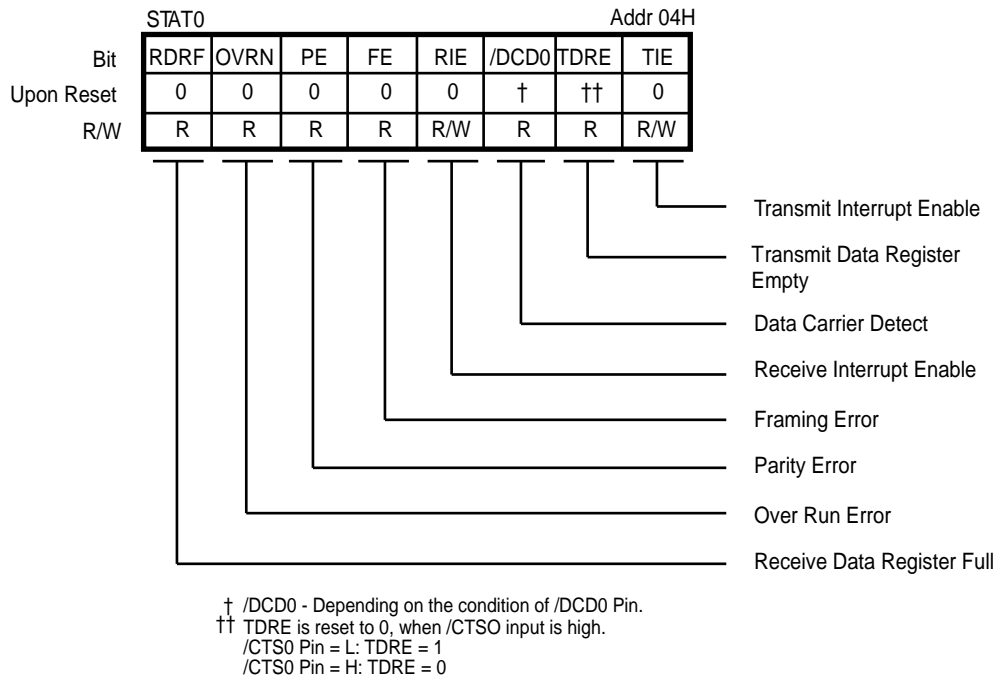 STAT0 Addr 04H
Bit RDRF OVRN PE FE RIE /DCD0 TDRE TIE
Upon Reset 0 0 0 0 0 † †† 0
R/W R R R R R/W R R R/W
Transmit Interrupt Enable
Transmit Data Register
Empty
Data Carrier Detect
Receive Interrupt Enable
Framing Error
Parity Error
Over Run Error
Receive Data Register Full
† /DCD0 - Depending on the condition of /DCD0 Pin.
†† TDRE is reset to 0, when /CTSO input is high.
/CTS0 Pin = L: TDRE = 1
/CTS0 Pin = H: TDRE = 0